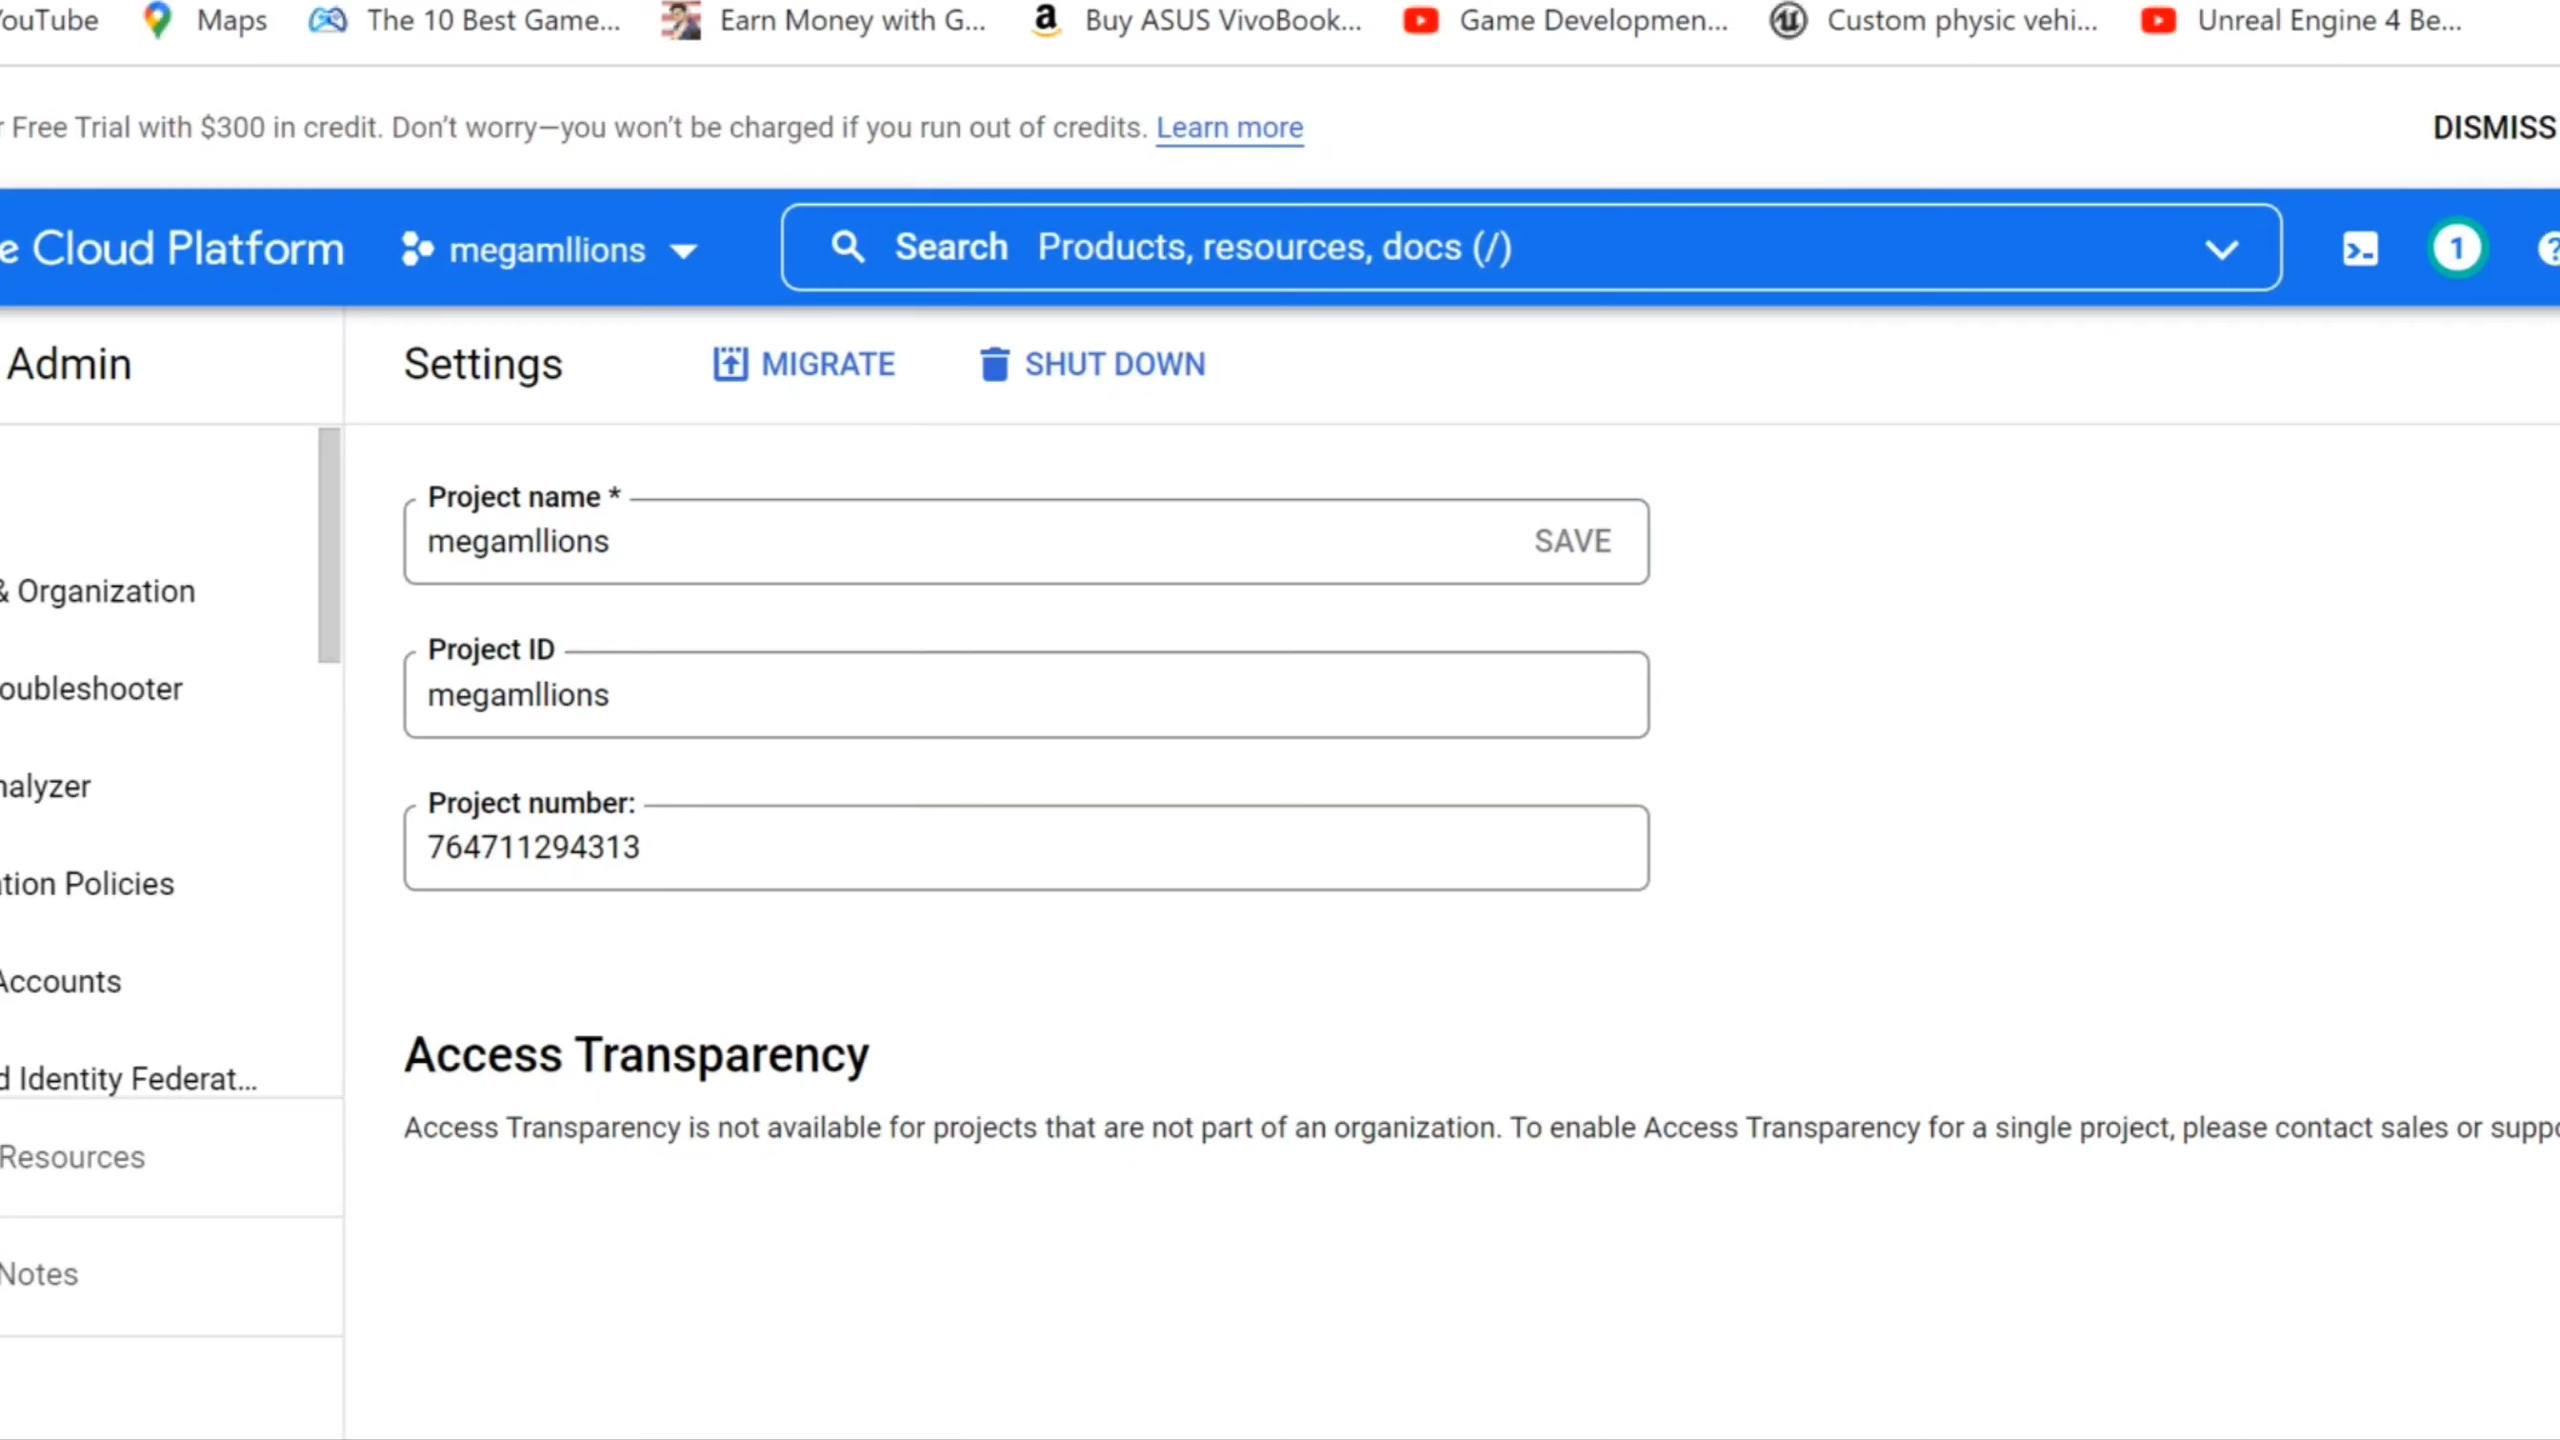 YouTube Maps The 10 Best Game... Earn Money with G... Buy ASUS VivoBook... Game Developmen... Custom physic vehi... Unreal Engine 4 Be...
r Free Trial with $300 in credit. Don't worry—you won't be charged if you run out of credits. Learn more DISMISS
e Cloud Platform megamllions Search Products, resources, docs (/) 1 ?
Admin Settings MIGRATE SHUT DOWN
Project name *
megamllions SAVE
& Organization
Project ID
megamllions
oubleshooter
nalyzer
Project number:
764711294313
ation Policies
Accounts
Access Transparency
d Identity Federat...
Access Transparency is not available for projects that are not part of an organization. To enable Access Transparency for a single project, please contact sales or suppo
Resources
Notes